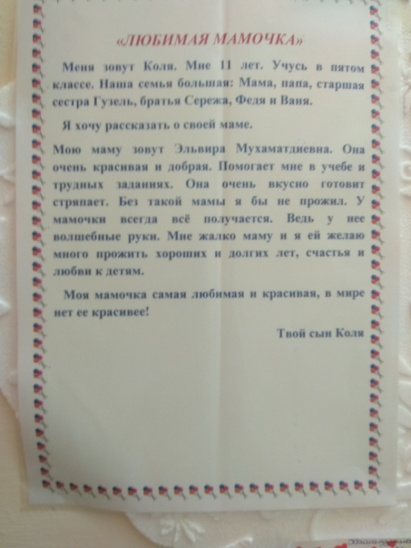 «ЛЮБИМАЯ МАМОЧКА»
Меня зовут Коля. Мне 11 лет. Учусь в пятом
классе. Наша семья большая: Мама, папа, старшая
сестра Гузель, братья Сережа, Федя и Ваня.
Я хочу рассказать о своей маме.
Мою маму зовут Эльвира Мухаматдиевна. Она
очень красивая и добрая. Помогает мне в учебе и
трудных заданиях. Она очень вкусно готовит
стряпает. Без такой мамы я бы не прожил. У
мамочки всегда всё получается. Ведь у нее
волшебные руки. Мне жалко маму и я ей желаю
много прожить хороших и долгих лет, счастья и
любви к детям.
Моя мамочка самая любимая и красивая, в мире
нет ее красивее!
Твой сын Коля